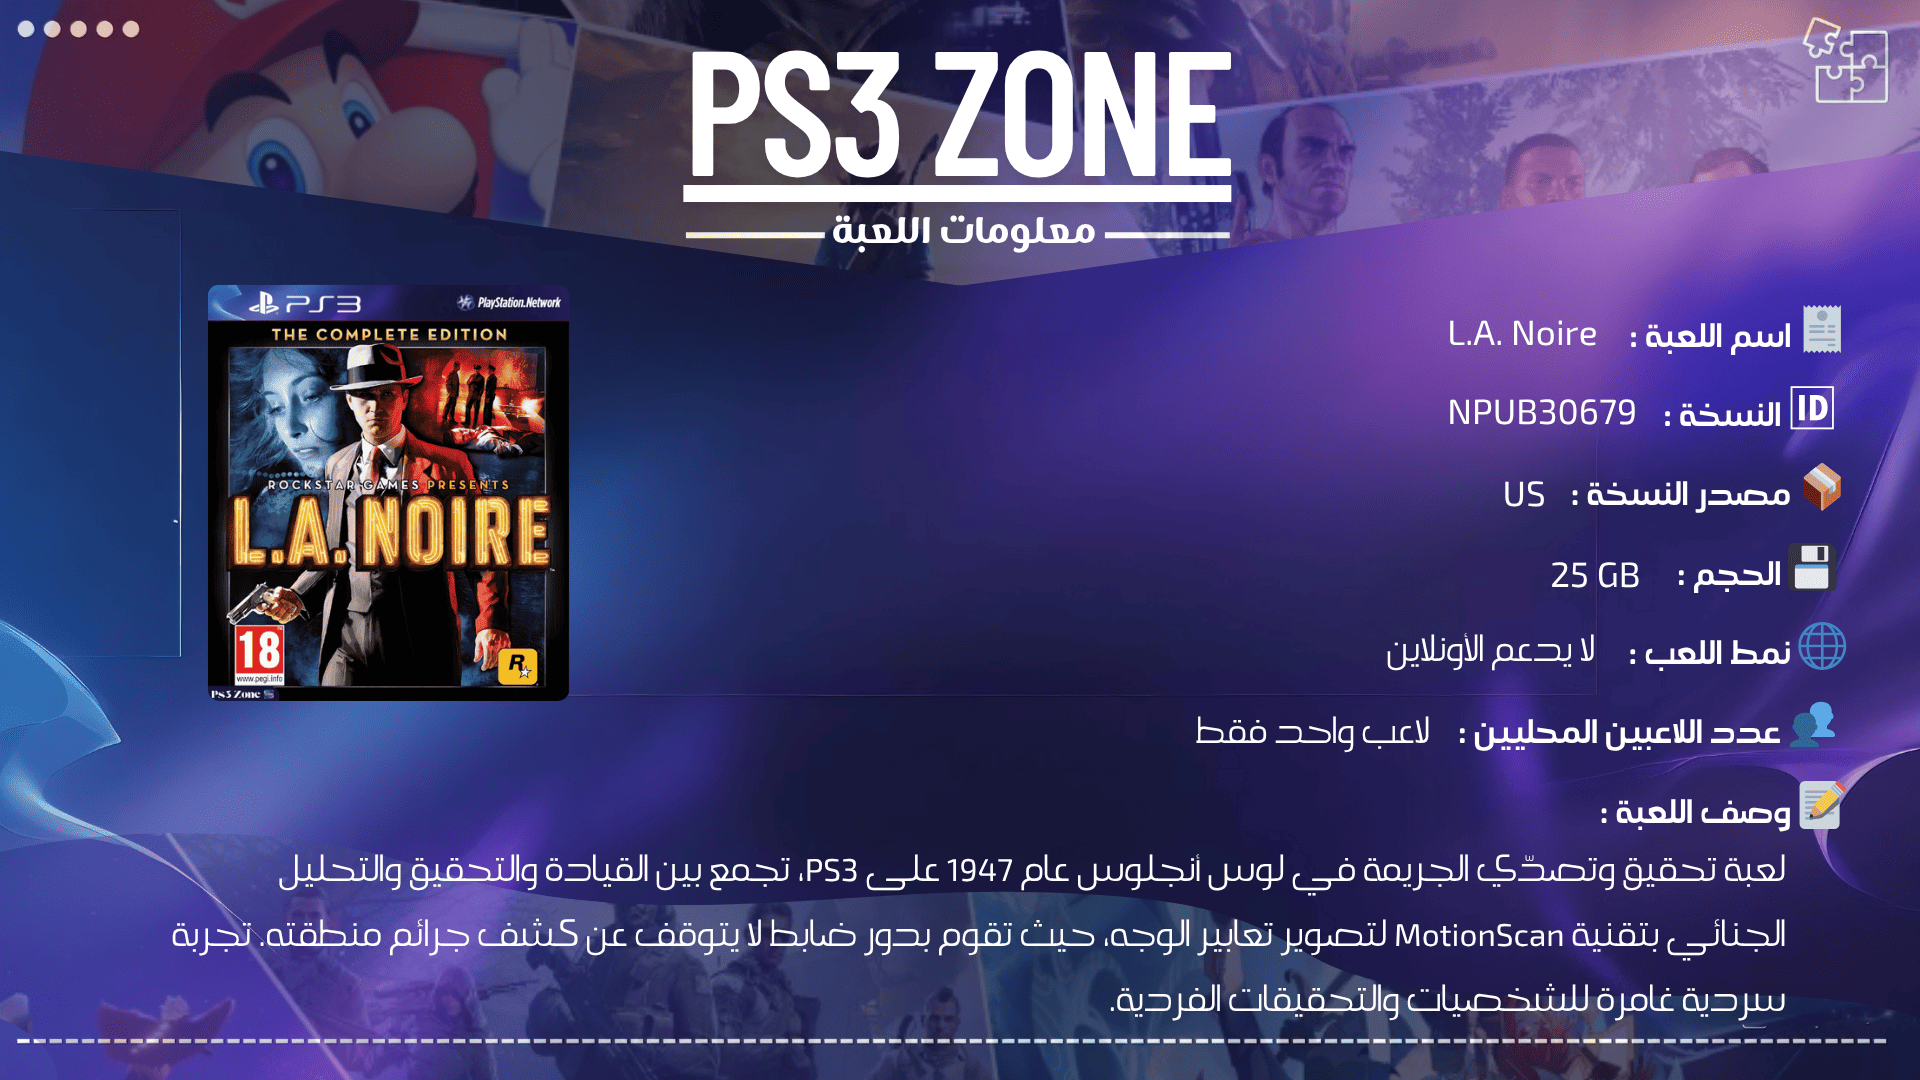 PS3 ZONE
معلومات اللعبة
PS3 PlayStation.Network
THE COMPLETE EDITION
ROCKSTAR GAMES PRESENTS
L.A. NOIRE
18
www.pegi.info
R
Ps3 Zone
اسم اللعبة : L.A. Noire
ID النسخة : NPUB30679
مصدر النسخة : US
الحجم : 25 GB
نمط اللعب : لا يدعم الأونلاين
عدد اللاعبين المحليين : لاعب واحد فقط
وصف اللعبة :
لعبة تحقيق وتصدّي الجريمة في لوس أنجلوس عام 1947 على PS3، تجمع بين القيادة والتحقيق والتحليل
الجنائي بتقنية MotionScan لتصوير تعابير الوجه، حيث تقوم بدور ضابط لا يتوقف عن كشف جرائم منطقته. تجربة
سردية غامرة للشخصيات والتحقيقات الفردية.